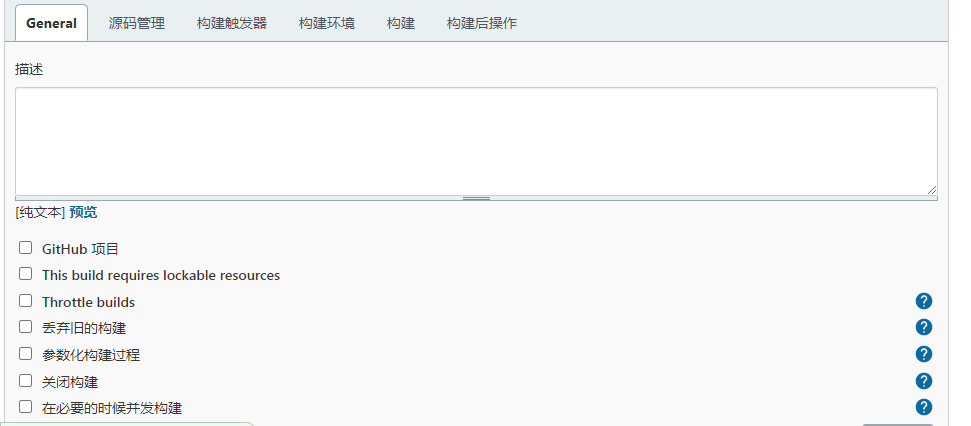 General 源码管理 构建触发器 构建环境 构建 构建后操作
描述
[纯文本] 预览
GitHub 项目
This build requires lockable resources
Throttle builds ?
丢弃旧的构建 ?
参数化构建过程 ?
关闭构建 ?
在必要的时候并发构建 ?